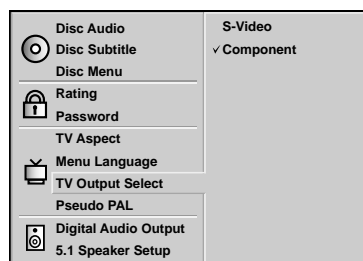 Disc Audio
Disc Subtitle
Disc Menu
Rating
Password
TV Aspect
Menu Language
TV Output Select
Pseudo PAL
Digital Audio Output
5.1 Speaker Setup
S-Video
✓ Component